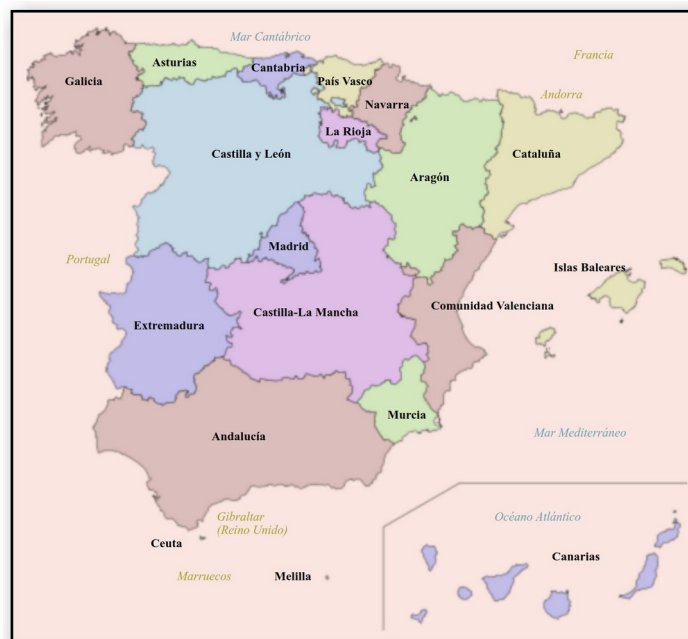 Mar Cantábrico
Francia
Asturias
Cantabria
Galicia
País Vasco
Navarra
Andorra
La Rioja
Castilla y León
Cataluña
Aragón
Madrid
Portugal
Islas Baleares
Comunidad Valenciana
Castilla-La Mancha
Extremadura
Murcia
Andalucía
Mar Mediterráneo
Gibraltar
(Reino Unido)
Océano Atlántico
Ceuta
Canarias
Marruecos
Melilla